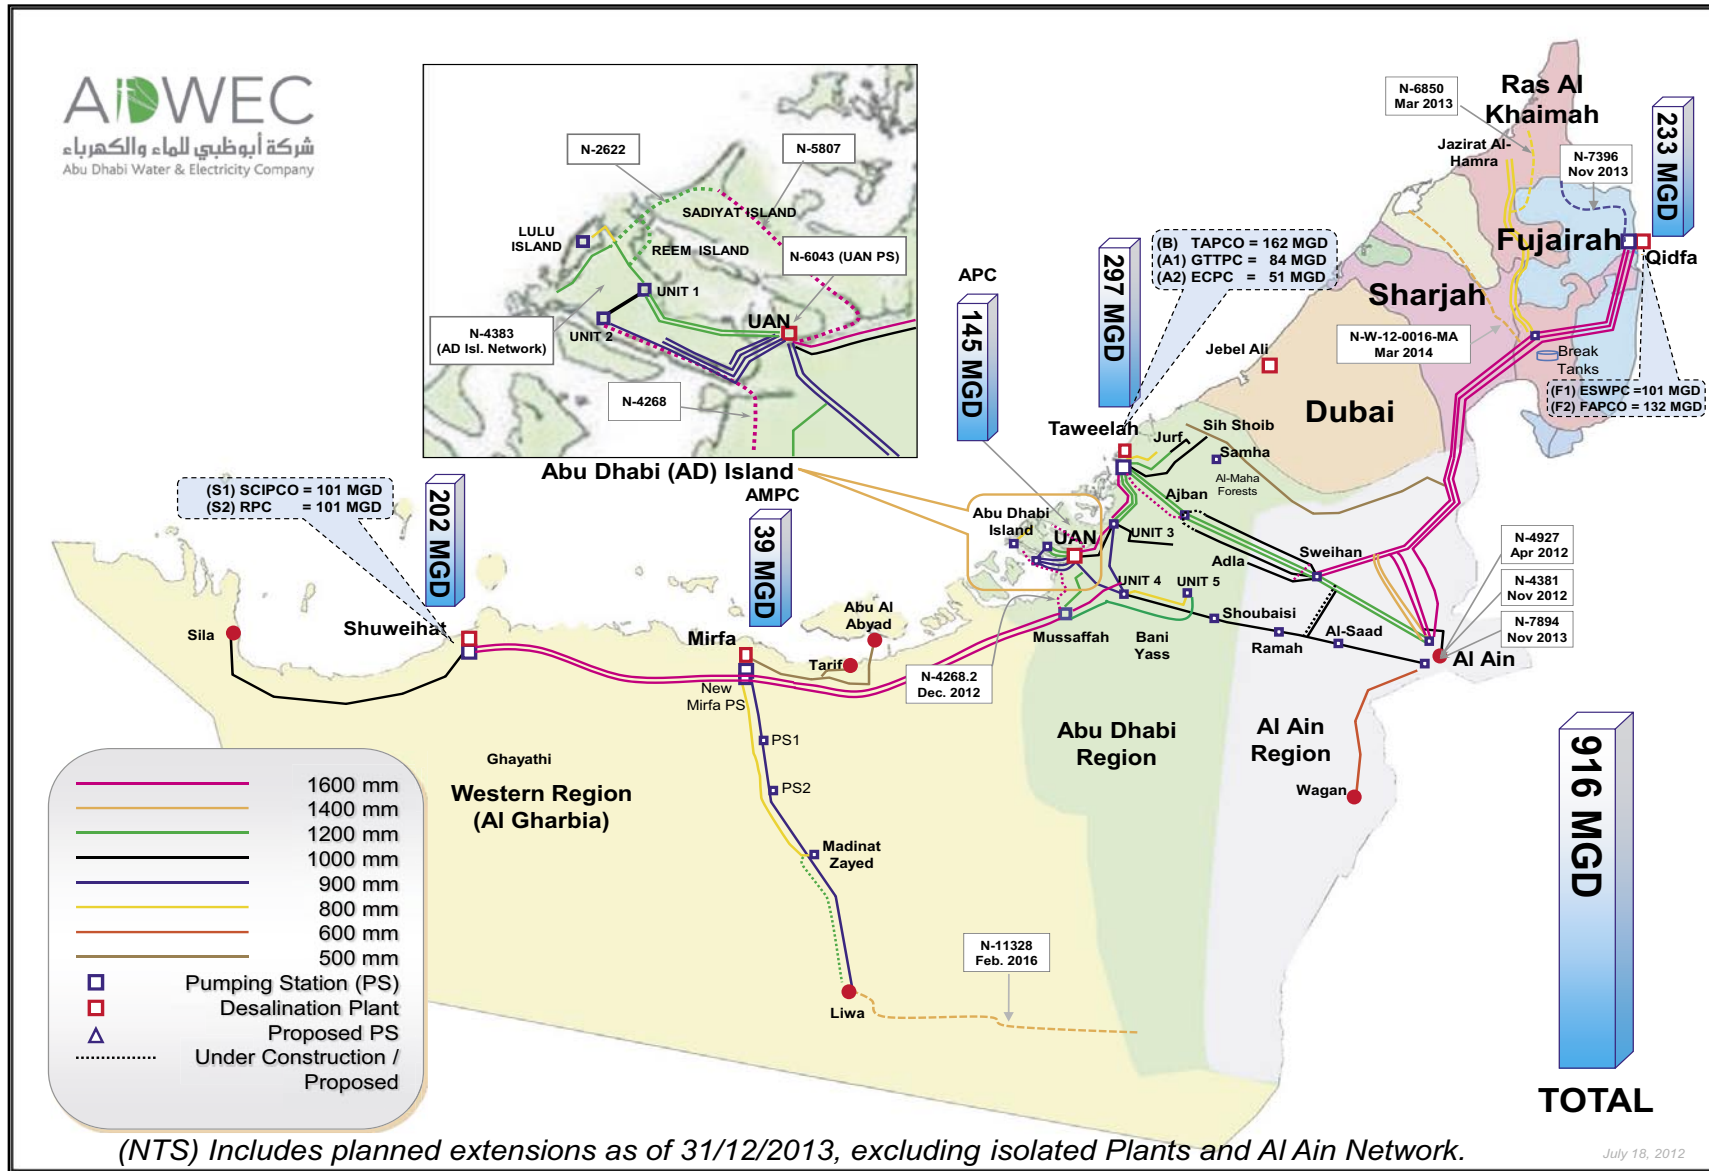 ADWEC
شركة أبوظبي للماء والكهرباء
Abu Dhabi Water & Electricity Company
N-2622
N-5807
SADIYAT ISLAND
LULU
ISLAND
REEM ISLAND
N-6043 (UAN PS)
UNIT 1
UAN
N-4383
(AD Isl. Network)
UNIT 2
N-4268
Abu Dhabi (AD) Island
N-6850
Mar 2013
Ras Al
Khaimah
Jazirat Al-
Hamra
N-7396
Nov 2013
233 MGD
Fujairah
Qidfa
(B) TAPCO = 162 MGD
(A1) GTTPC = 84 MGD
(A2) ECPC = 51 MGD
297 MGD
APC
145 MGD
Sharjah
N-W-12-0016-MA
Mar 2014
Break
Tanks
(F1) ESWPC =101 MGD
(F2) FAPCO = 132 MGD
Jebel Ali
Dubai
Taweelah
Jurf
Sih Shoib
Samha
Al-Maha
Forests
Ajban
(S1) SCIPCO = 101 MGD
(S2) RPC = 101 MGD
202 MGD
AMPC
39 MGD
Abu Dhabi
Island
UAN
UNIT 3
Adla
Sweihan
N-4927
Apr 2012
N-4381
Nov 2012
N-7894
Nov 2013
UNIT 4
UNIT 5
Shoubaisi
Ramah
Al-Saad
Al Ain
Sila
Shuweihat
Mirfa
Abu Al
Abyad
Tarif
Mussaffah
Bani
Yass
N-4268.2
Dec. 2012
New
Mirfa PS
PS1
PS2
Ghayathi
Western Region
(Al Gharbia)
Abu Dhabi
Region
Al Ain
Region
Wagan
Madinat
Zayed
N-11328
Feb. 2016
Liwa
916 MGD
TOTAL
1600 mm
1400 mm
1200 mm
1000 mm
900 mm
800 mm
600 mm
500 mm
Pumping Station (PS)
Desalination Plant
Proposed PS
Under Construction /
Proposed
(NTS) Includes planned extensions as of 31/12/2013, excluding isolated Plants and Al Ain Network.
July 18, 2012